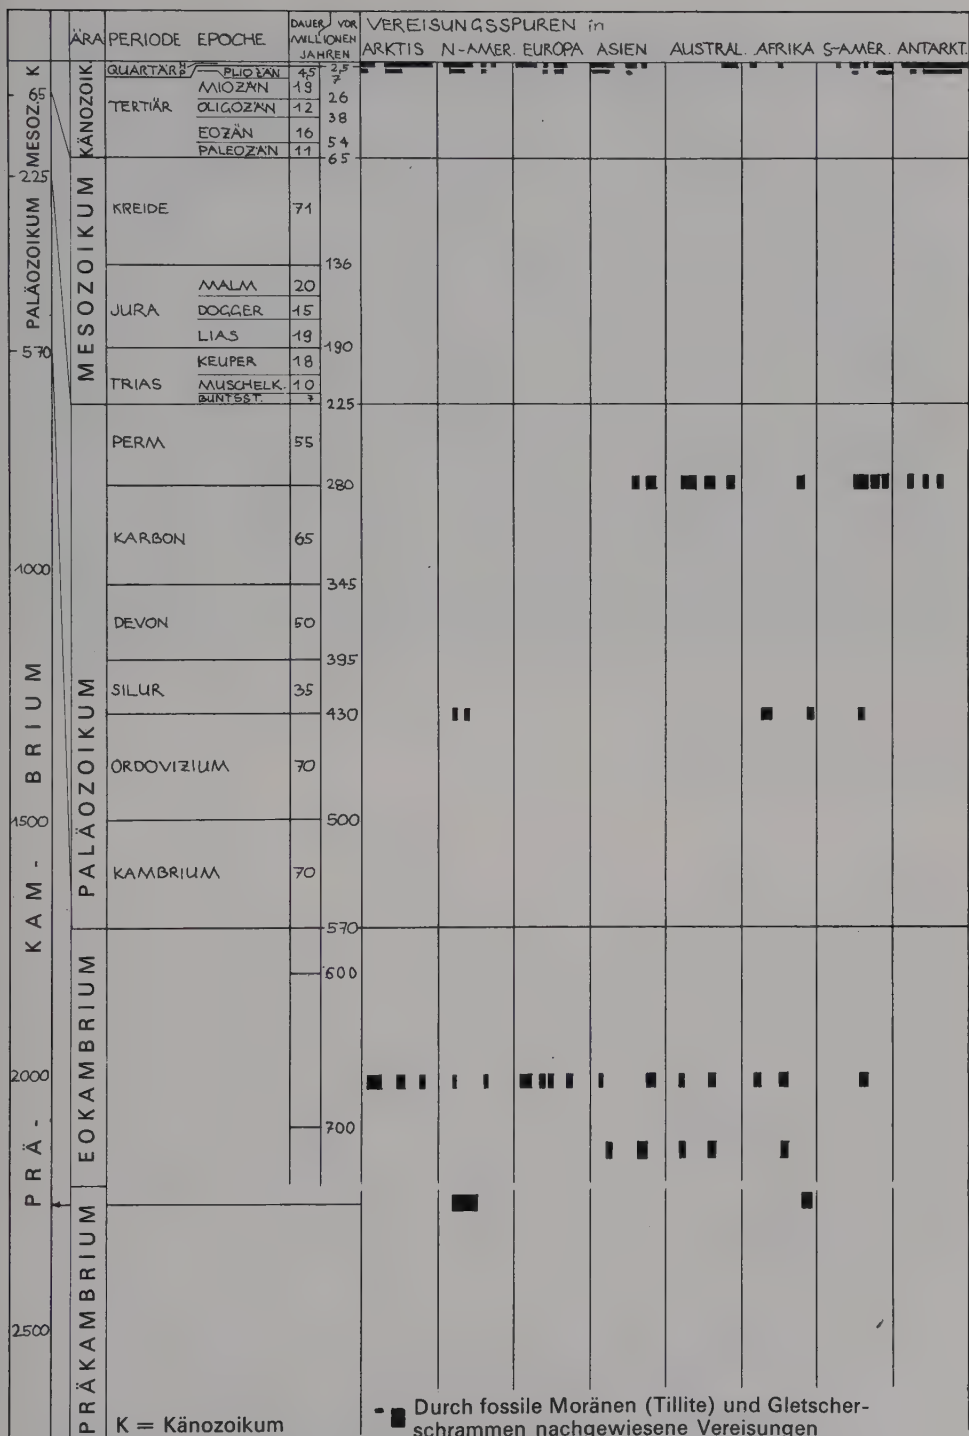 ÄRA PERIODE EPOCHE DAUER VOR MILLIONEN JAHREN
VEREISUNGSSPUREN in
ARKTIS N-AMER. EUROPA ASIEN AUSTRAL. AFRIKA S-AMER. ANTARKT.
K
MESOZ.
PALÄOZOIKUM
PRÄ-KAM-BRIUM
65
225
570
1000
1500
2000
2500
KÄNOZOIK.
MESOZOIKUM
PALÄOZOIKUM
EOKAMBRIUM
PRÄKAMBRIUM
QUARTÄR 2,5
PLIOZÄN 4,5 7
TERTIÄR
MIOZÄN 19 26
OLIGOZÄN 12 38
EOZÄN 16 54
PALEOZÄN 11 65
KREIDE 71 136
JURA
MALM 20
DOGGER 15
LIAS 19 190
TRIAS
KEUPER 18
MUSCHELK. 10
BUNTSST. 7 225
PERM 55 280
KARBON 65 345
DEVON 50 395
SILUR 35 430
ORDOVIZIUM 70 500
KAMBRIUM 70 570
600
700
K = Känozoikum
Durch fossile Moränen (Tillite) und Gletscher-
schrammen nachgewiesene Vereisungen